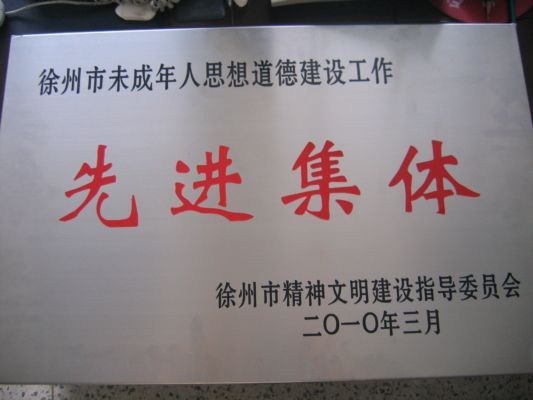 徐州市未成年人思想道德建设工作
先进集体
徐州市精神文明建设指导委员会
二〇一〇年三月